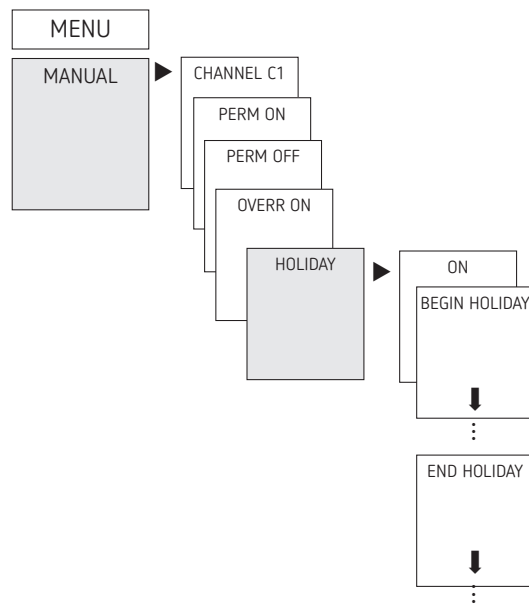 MENU
MANUAL
CHANNEL C1
PERM ON
PERM OFF
OVERR ON
HOLIDAY
ON
BEGIN HOLIDAY
END HOLIDAY